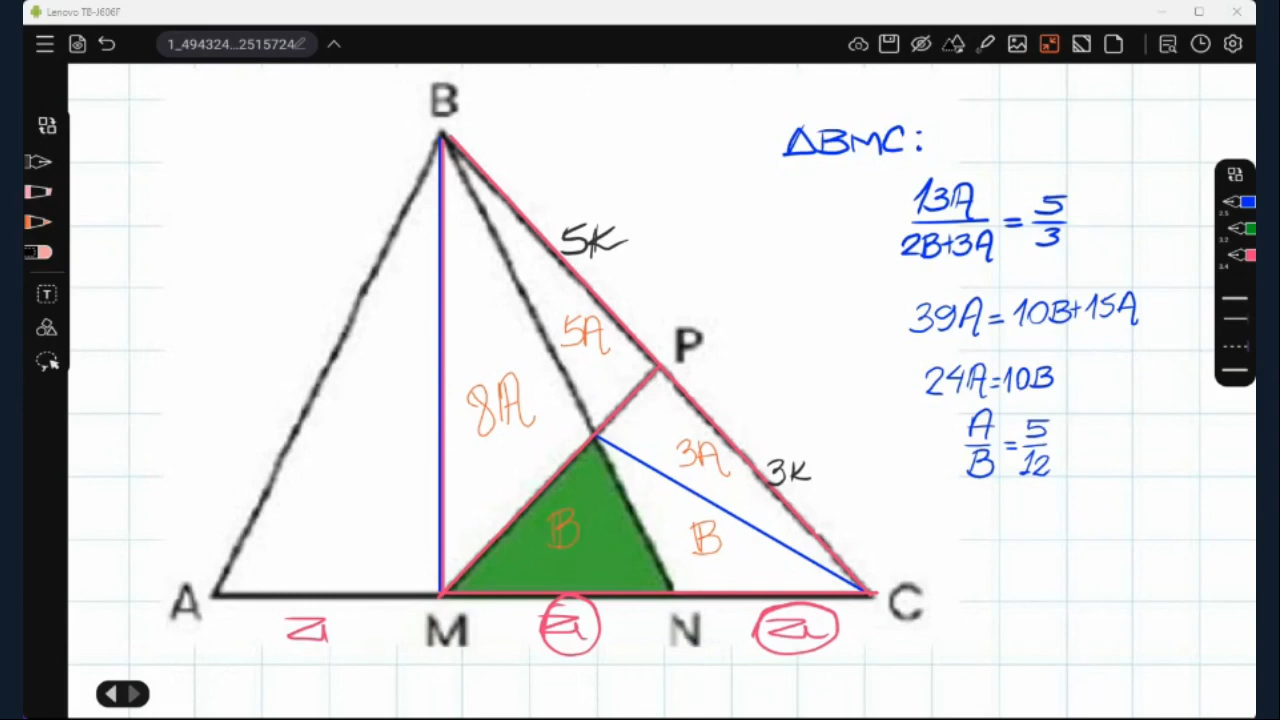 Lenovo TB-J606F
1_494324...2515724
B
ΔBMC:
13A/2B+3A = 5/3
5K
39A=10B+15A
5A
P
24A=10B
8A
A/B = 5/12
3A
3K
B
B
A
M
N
C